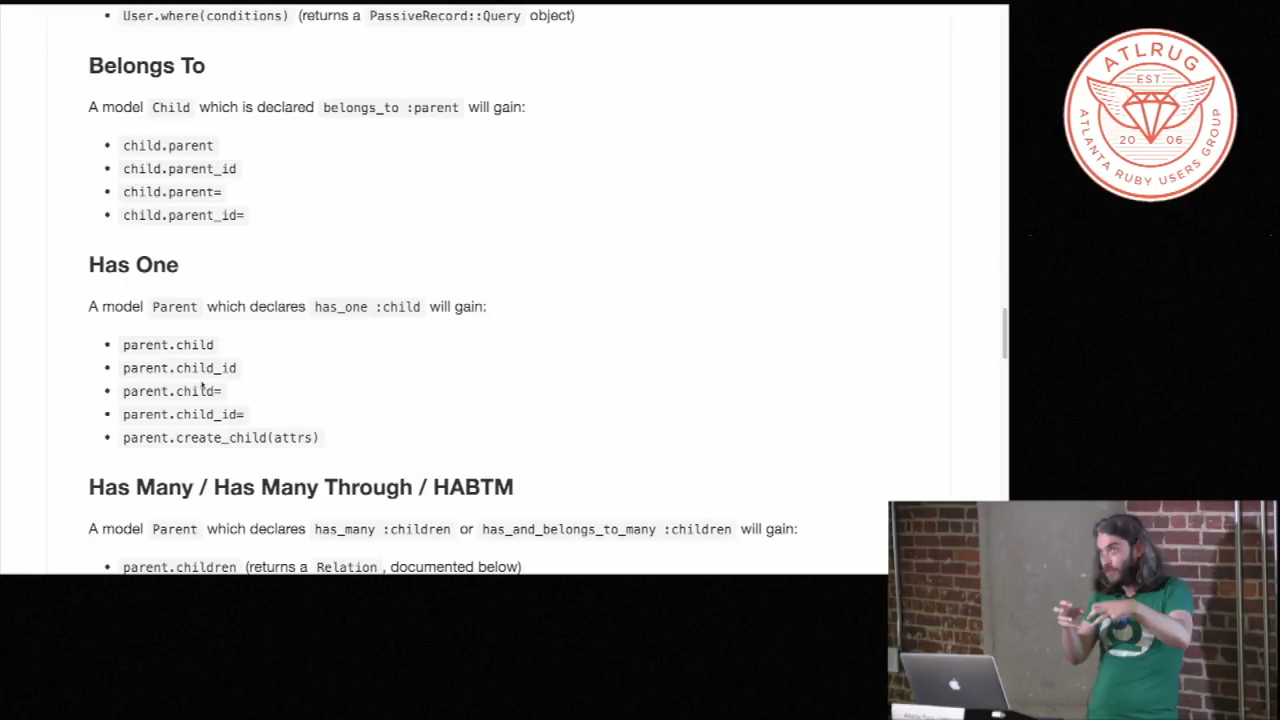 User.where(conditions) (returns a PassiveRecord::Query object)
Belongs To
A model Child which is declared belongs_to :parent will gain:
child.parent
child.parent_id
child.parent=
child.parent_id=
Has One
A model Parent which declares has_one :child will gain:
parent.child
parent.child_id
parent.child=
parent.child_id=
parent.create_child(attrs)
Has Many / Has Many Through / HABTM
A model Parent which declares has_many :children or has_and_belongs_to_many :children will gain:
parent.children (returns a Relation, documented below)
ATLRUG
EST.
20 06
ATLANTA RUBY USERS GROUP